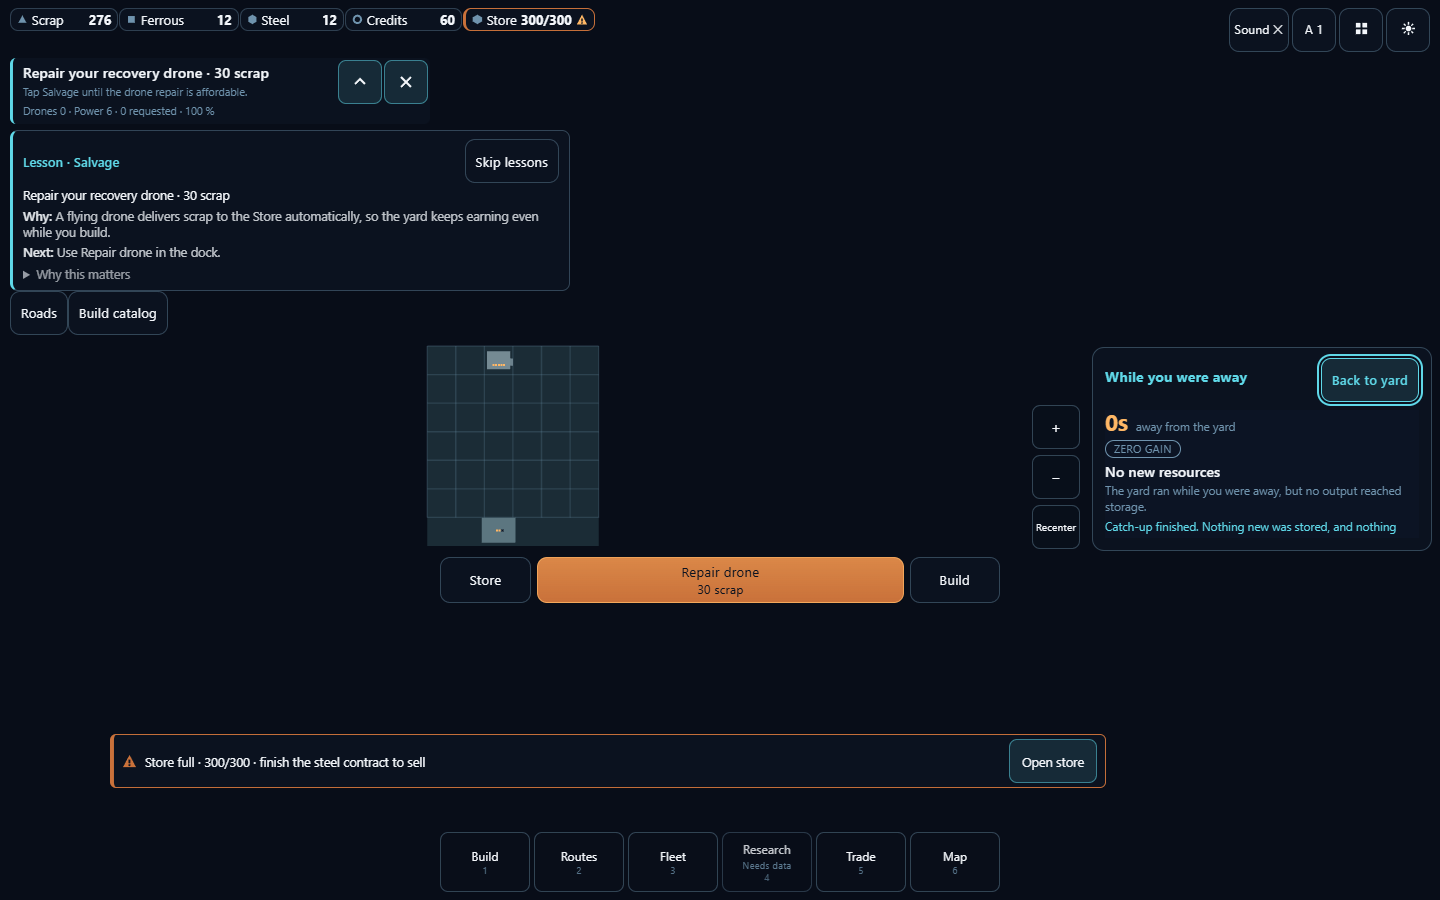 Scrap 276
Ferrous 12
Steel 12
Credits 60
Store 300/300
Sound
A 1
Repair your recovery drone · 30 scrap
Tap Salvage until the drone repair is affordable.
Drones 0 · Power 6 · 0 requested · 100 %
Lesson · Salvage
Skip lessons
Repair your recovery drone · 30 scrap
Why: A flying drone delivers scrap to the Store automatically, so the yard keeps earning even
while you build.
Next: Use Repair drone in the dock.
Why this matters
Roads
Build catalog
While you were away
Back to yard
0s away from the yard
ZERO GAIN
No new resources
The yard ran while you were away, but no output reached
storage.
Catch-up finished. Nothing new was stored, and nothing
+
−
Recenter
Store
Repair drone
30 scrap
Build
Store full · 300/300 · finish the steel contract to sell
Open store
Build
1
Routes
2
Fleet
3
Research
Needs data
4
Trade
5
Map
6